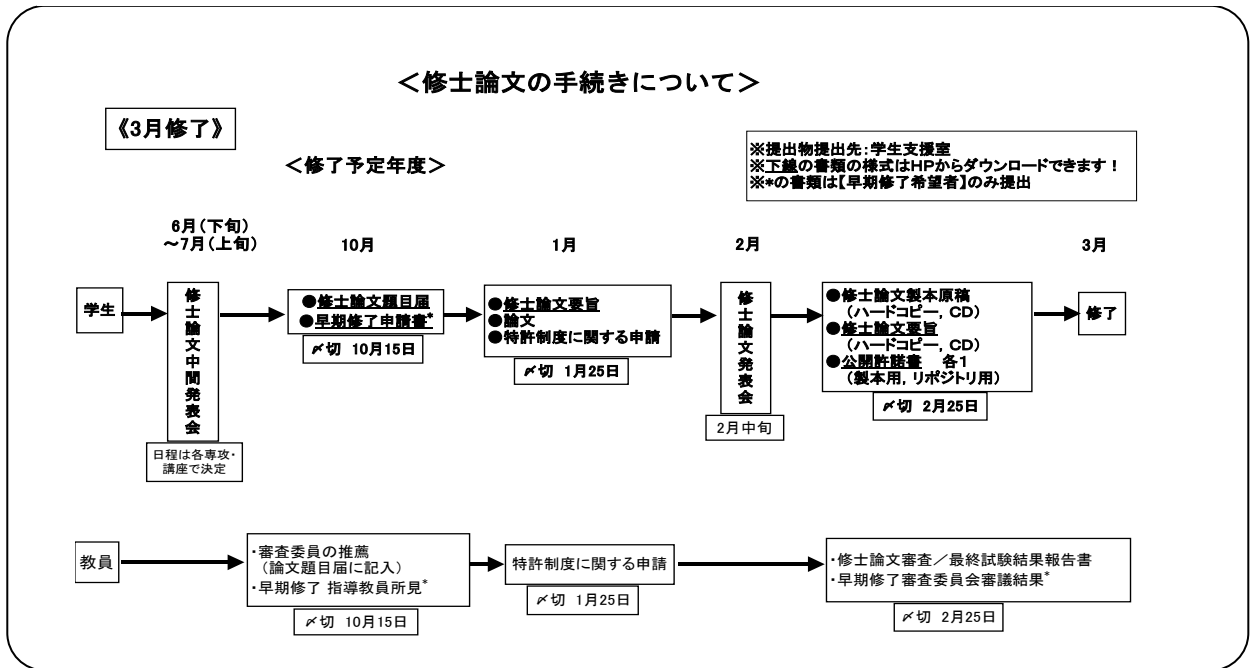 ＜修士論文の手続きについて＞
《3月修了》
＜修了予定年度＞
※提出物提出先：学生支援室
※下線の書類の様式はHPからダウンロードできます！
※*の書類は【早期修了希望者】のみ提出
6月（下旬）
～7月（上旬）
10月
1月
2月
3月
学生
修士論文中間発表会
日程は各専攻・
講座で決定
●修士論文題目届
●早期修了申請書*
〆切 10月15日
●修士論文要旨
●論文
●特許制度に関する申請
〆切 1月25日
修士論文発表会
2月中旬
●修士論文製本原稿
（ハードコピー, CD）
●修士論文要旨
（ハードコピー, CD）
●公開許諾書 各1
（製本用, リポジトリ用）
〆切 2月25日
修了
教員
・審査委員の推薦
（論文題目届に記入）
・早期修了 指導教員所見*
〆切 10月15日
特許制度に関する申請
〆切 1月25日
・修士論文審査／最終試験結果報告書
・早期修了審査委員会審議結果*
〆切 2月25日